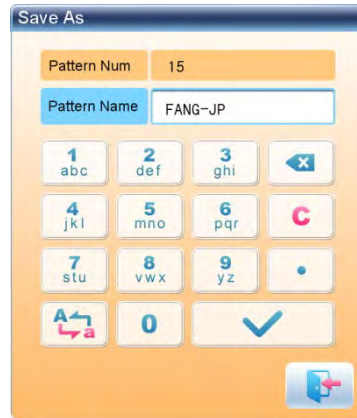 Save As
Pattern Num 15
Pattern Name FANG-JP
1 2 3
abc def ghi
4 5 6 C
jkl mno pqr
7 8 9 .
stu vwx yz
A a 0